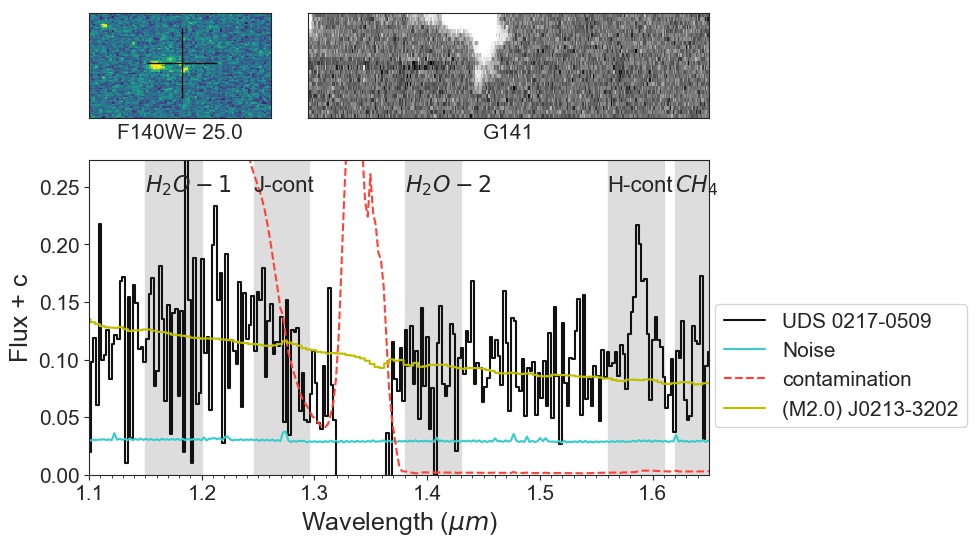 F140W= 25.0
G141
H₂O − 1
J-cont
H₂O − 2
H-cont
CH₄
0.25
0.20
0.15
0.10
0.05
0.00
Flux + c
1.1
1.2
1.3
1.4
1.5
1.6
Wavelength (μm)
UDS 0217-0509
Noise
contamination
(M2.0) J0213-3202